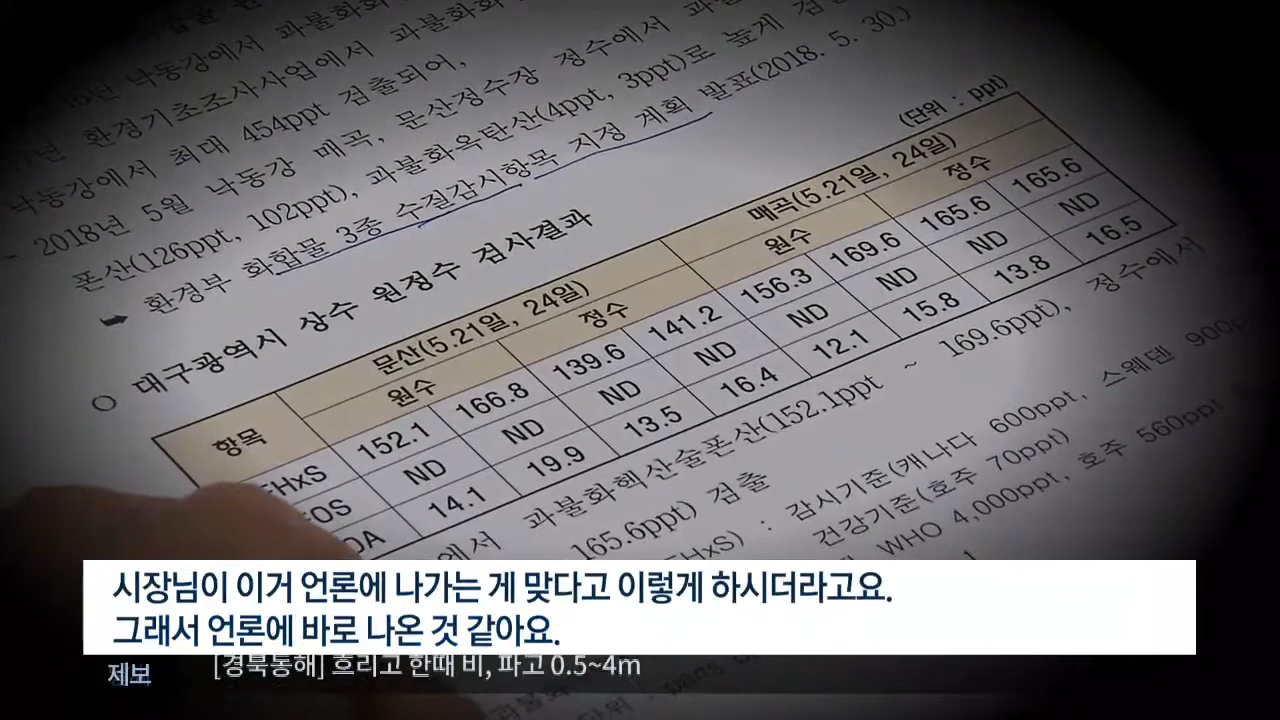 낙동강에서 과불화화
환경기초조사사업에서 과불화화
낙동강에서 최대 454ppt 검출되어,
- 2018년 5월 낙동강 매곡, 문산정수장 정수에서
폰산(126ppt, 102ppt), 과불화옥탄산(4ppt, 3ppt)로 높게
➡ 환경부 화합물 3종 수질감시항목 지정 계획 발표(2018. 5. 30.)
○ 대구광역시 상수 원정수 검사결과
(단위 : ppt)
항목 문산(5.21일, 24일) 매곡(5.21일, 24일)
원수 정수 원수 정수
FHxS 152.1 166.8 139.6 141.2 156.3 169.6 165.6 165.6
OS ND ND ND ND ND ND ND ND
OA 14.1 19.9 13.5 16.4 12.1 15.8 13.8 16.5
에서 과불화헥산술폰산(152.1ppt ~ 169.6ppt), 정수에서
165.6ppt) 검출
HxS) : 감시기준(캐나다 600ppt, 스웨덴 900p
건강기준(호주 70ppt)
WHO 4,000ppt, 호주 560ppt
시장님이 이거 언론에 나가는 게 맞다고 이렇게 하시더라고요.
그래서 언론에 바로 나온 것 같아요.
제보 [경북동해] 흐리고 한때 비, 파고 0.5~4m